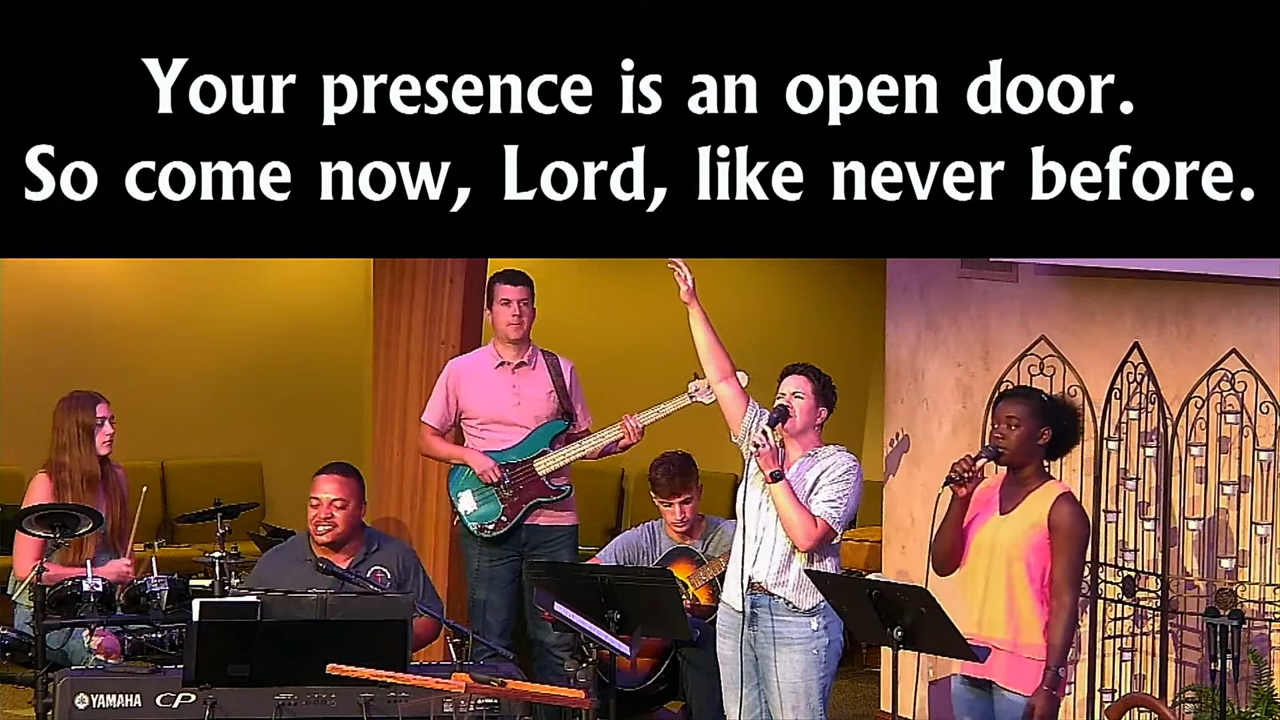 Your presence is an open door.
So come now, Lord, like never before.
YAMAHA CP